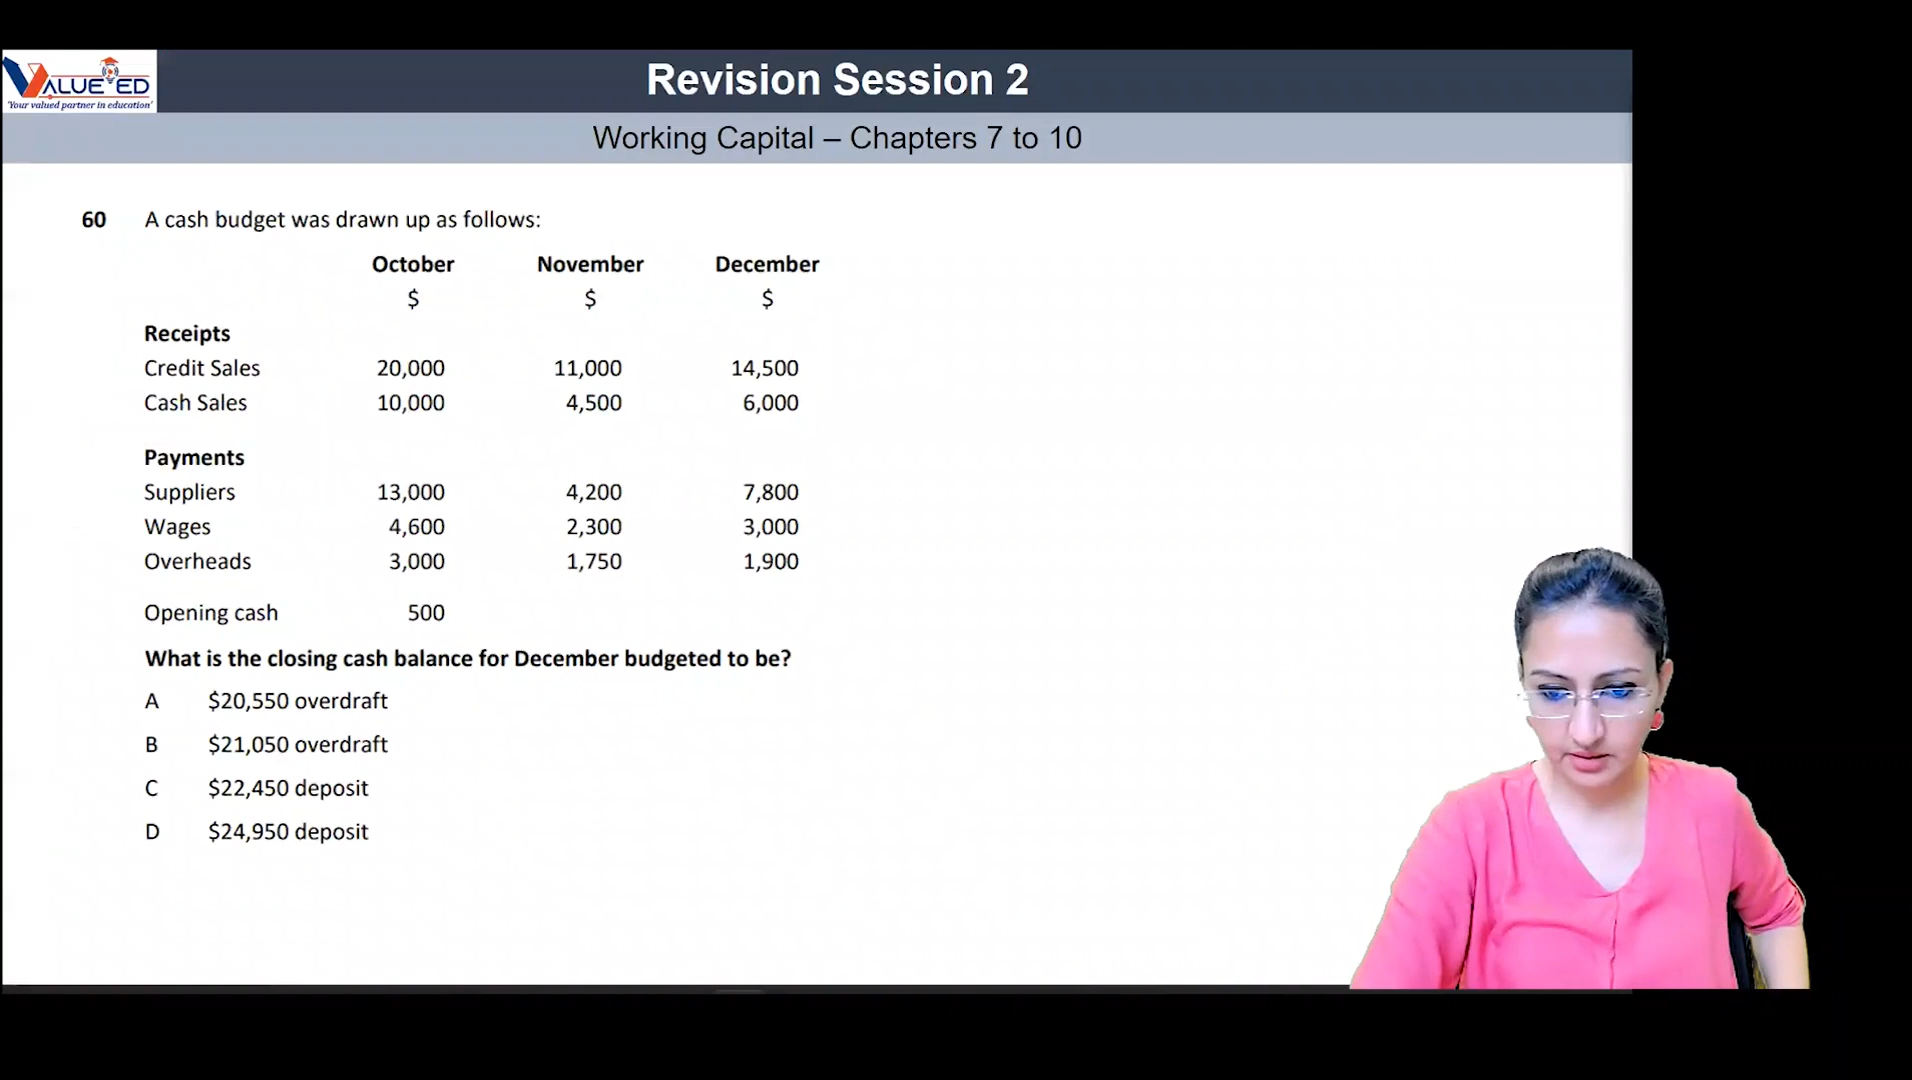 VALUE ED
'Your valued partner in education'
Revision Session 2
Working Capital – Chapters 7 to 10
60 A cash budget was drawn up as follows:
October November December
$ $ $
Receipts
Credit Sales 20,000 11,000 14,500
Cash Sales 10,000 4,500 6,000
Payments
Suppliers 13,000 4,200 7,800
Wages 4,600 2,300 3,000
Overheads 3,000 1,750 1,900
Opening cash 500
What is the closing cash balance for December budgeted to be?
A $20,550 overdraft
B $21,050 overdraft
C $22,450 deposit
D $24,950 deposit